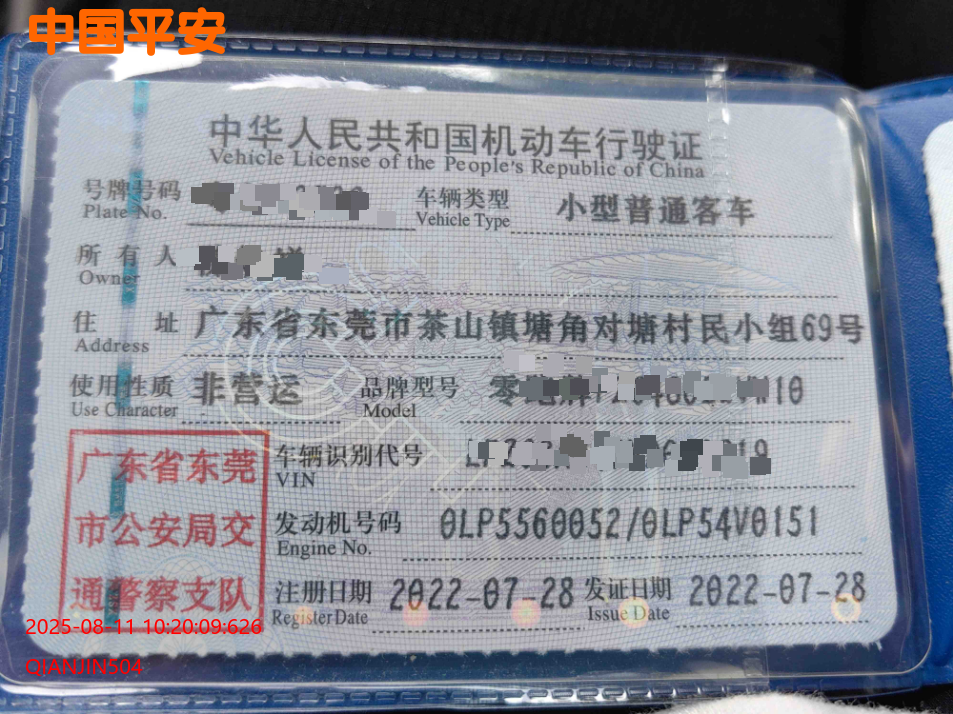 中国平安
中华人民共和国机动车行驶证
Vehicle License of the People's Republic of China
号牌号码 车辆类型 小型普通客车
Plate No. Vehicle Type
所有人
Owner
住址 广东省东莞市茶山镇塘角对塘村民小组69号
Address
使用性质 非营运 品牌型号
Use Character Model
广东省东莞 车辆识别代号
VIN
市公安局交 发动机号码 0LP5560052/0LP54V0151
Engine No.
通警察支队 注册日期 2022-07-28 发证日期 2022-07-28
Register Date Issue Date
2025-08-11 10:20:09:626
QIANJIN504